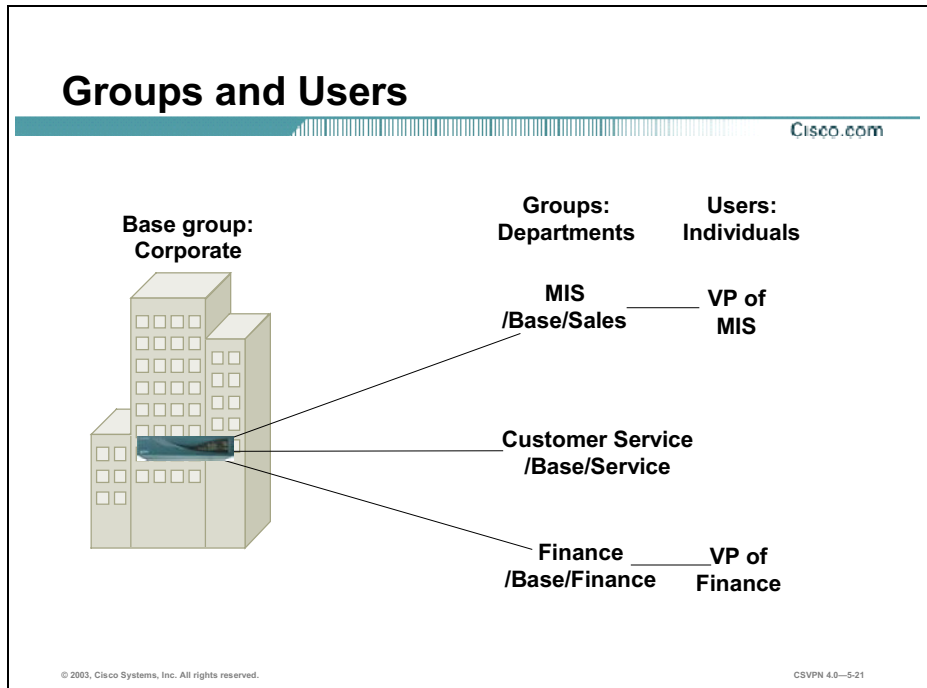 Groups and Users
Cisco.com
Base group:
Corporate
Groups:
Departments
Users:
Individuals
MIS
/Base/Sales
VP of
MIS
Customer Service
/Base/Service
Finance
/Base/Finance
VP of
Finance
© 2003, Cisco Systems, Inc. All rights reserved.
CSVPN 4.0—5-21